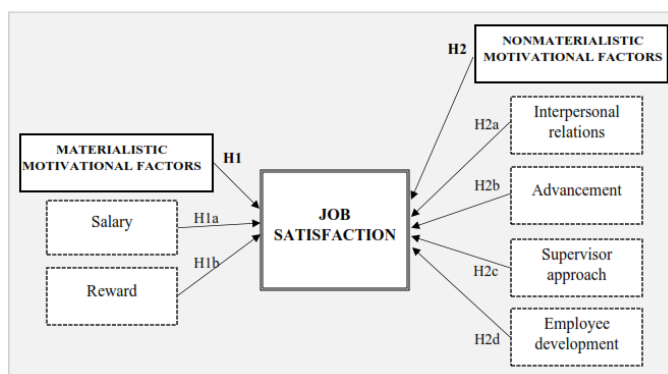 H2
NONMATERIALISTIC
MOTIVATIONAL FACTORS
H2a
Interpersonal
relations
MATERIALISTIC
MOTIVATIONAL FACTORS
H1
H2b
Advancement
Salary
H1a
JOB
SATISFACTION
Reward
H1b
H2c
Supervisor
approach
H2d
Employee
development